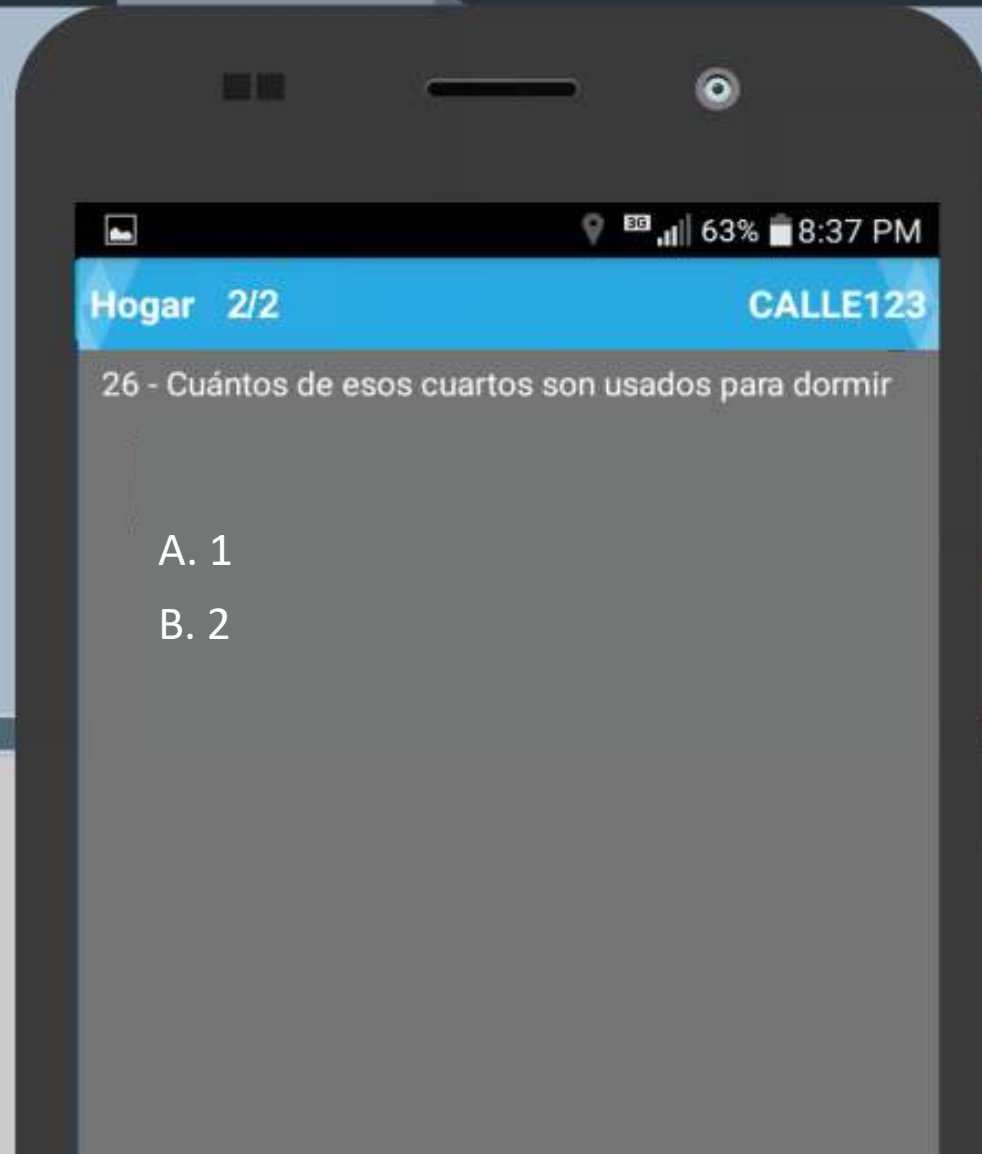 3G 63% 8:37 PM
Hogar 2/2 CALLE123
26 - Cuántos de esos cuartos son usados para dormir
A. 1
B. 2